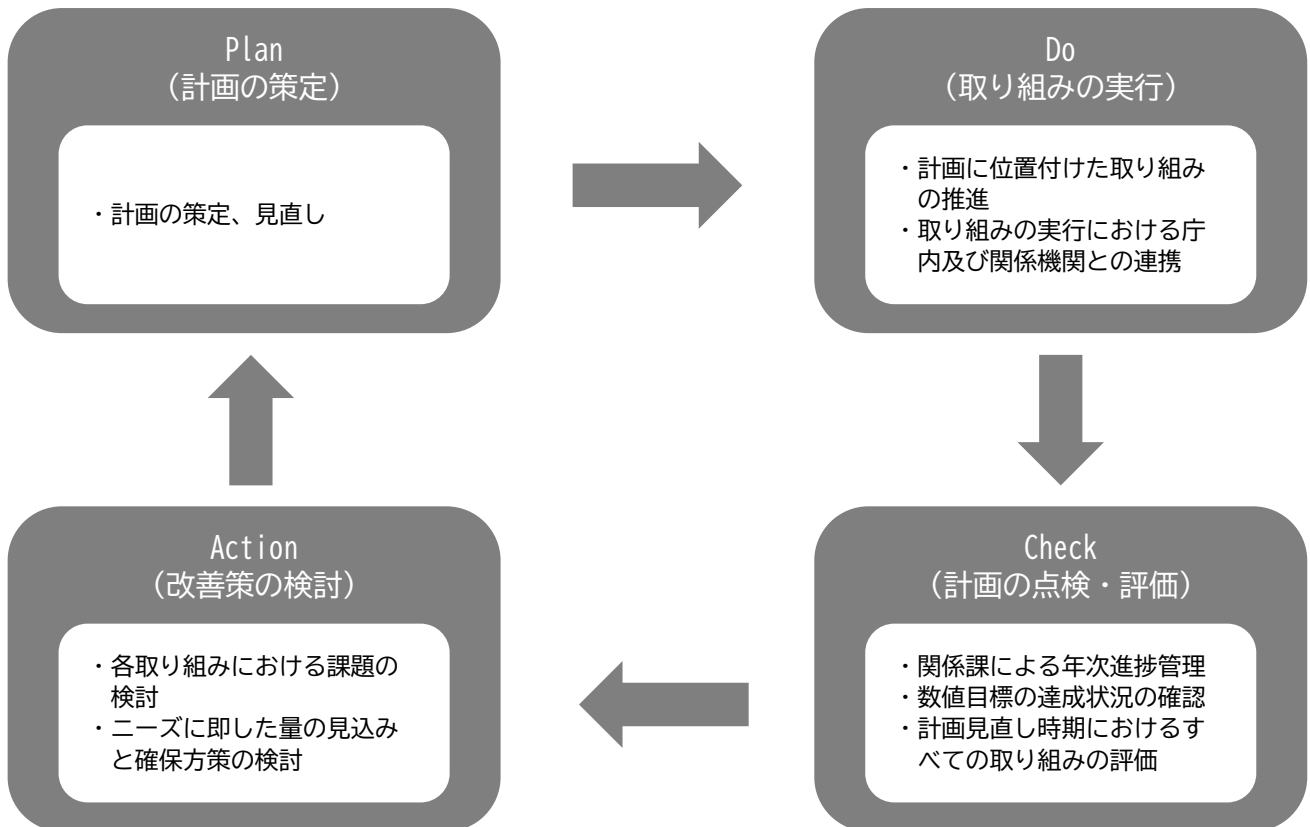 Plan
（計画の策定）
・計画の策定、見直し
Do
（取り組みの実行）
・計画に位置付けた取り組み
の推進
・取り組みの実行における庁
内及び関係機関との連携
Check
（計画の点検・評価）
・関係課による年次進捗管理
・数値目標の達成状況の確認
・計画見直し時期におけるす
べての取り組みの評価
Action
（改善策の検討）
・各取り組みにおける課題の
検討
・ニーズに即した量の見込み
と確保方策の検討